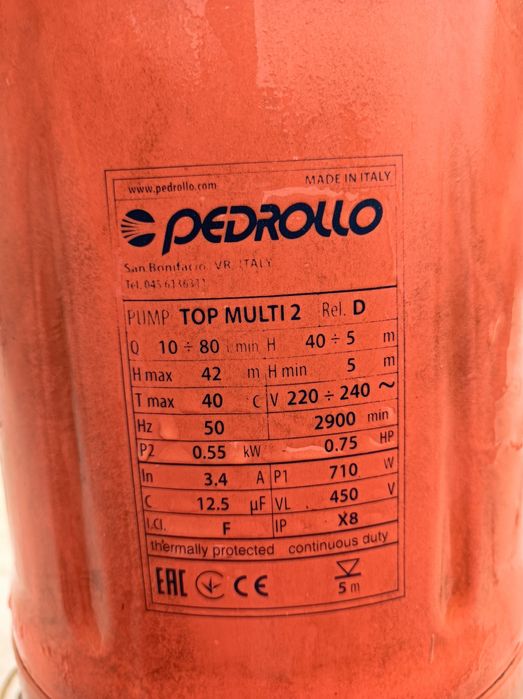 www.pedrollo.com MADE IN ITALY
PEDROLLO
San Bonifacio VR ITALY
Tel. 045 6136311
PUMP TOP MULTI 2 Rel. D
Q 10 ÷ 80 l min H 40 ÷ 5 m
H max 42 m H min 5 m
T max 40 C V 220 ÷ 240 ~
Hz 50 2900 min
P2 0.55 kW 0.75 HP
In 3.4 A P1 710 W
C 12.5 µF VL 450 V
I.Cl. F IP X8
thermally protected continuous duty
EAC CE 5 m